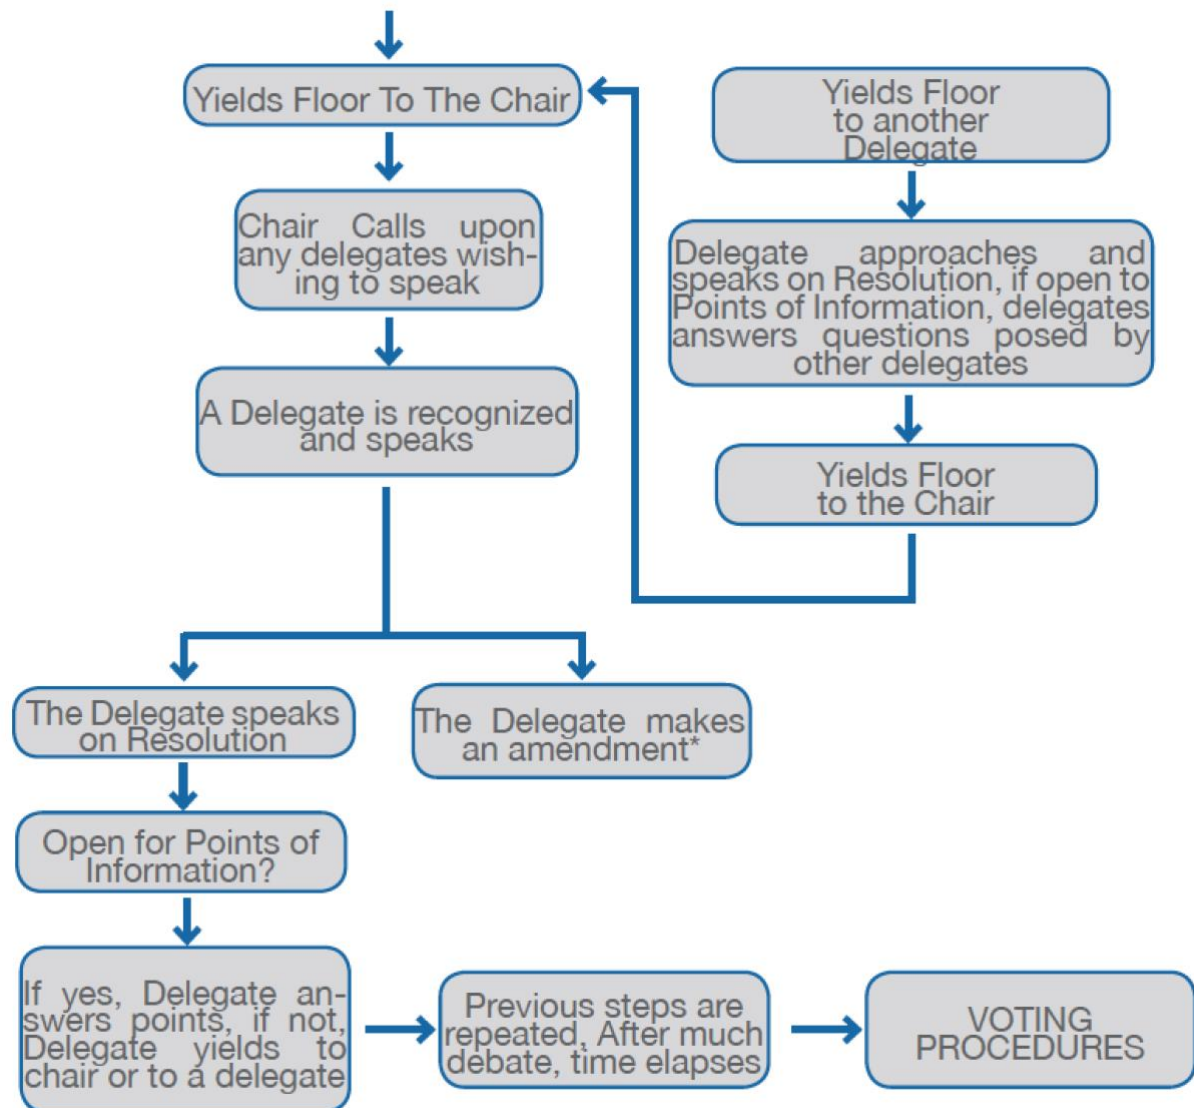 Yields Floor To The Chair
Chair Calls upon
any delegates wish-
ing to speak
A Delegate is recognized
and speaks
Yields Floor
to another
Delegate
Delegate approaches and
speaks on Resolution, if open to
Points of Information, delegates
answers questions posed by
other delegates
Yields Floor
to the Chair
The Delegate speaks
on Resolution
The Delegate makes
an amendment*
Open for Points of
Information?
If yes, Delegate an-
swers points, if not,
Delegate yields to
chair or to a delegate
Previous steps are
repeated, After much
debate, time elapses
VOTING
PROCEDURES